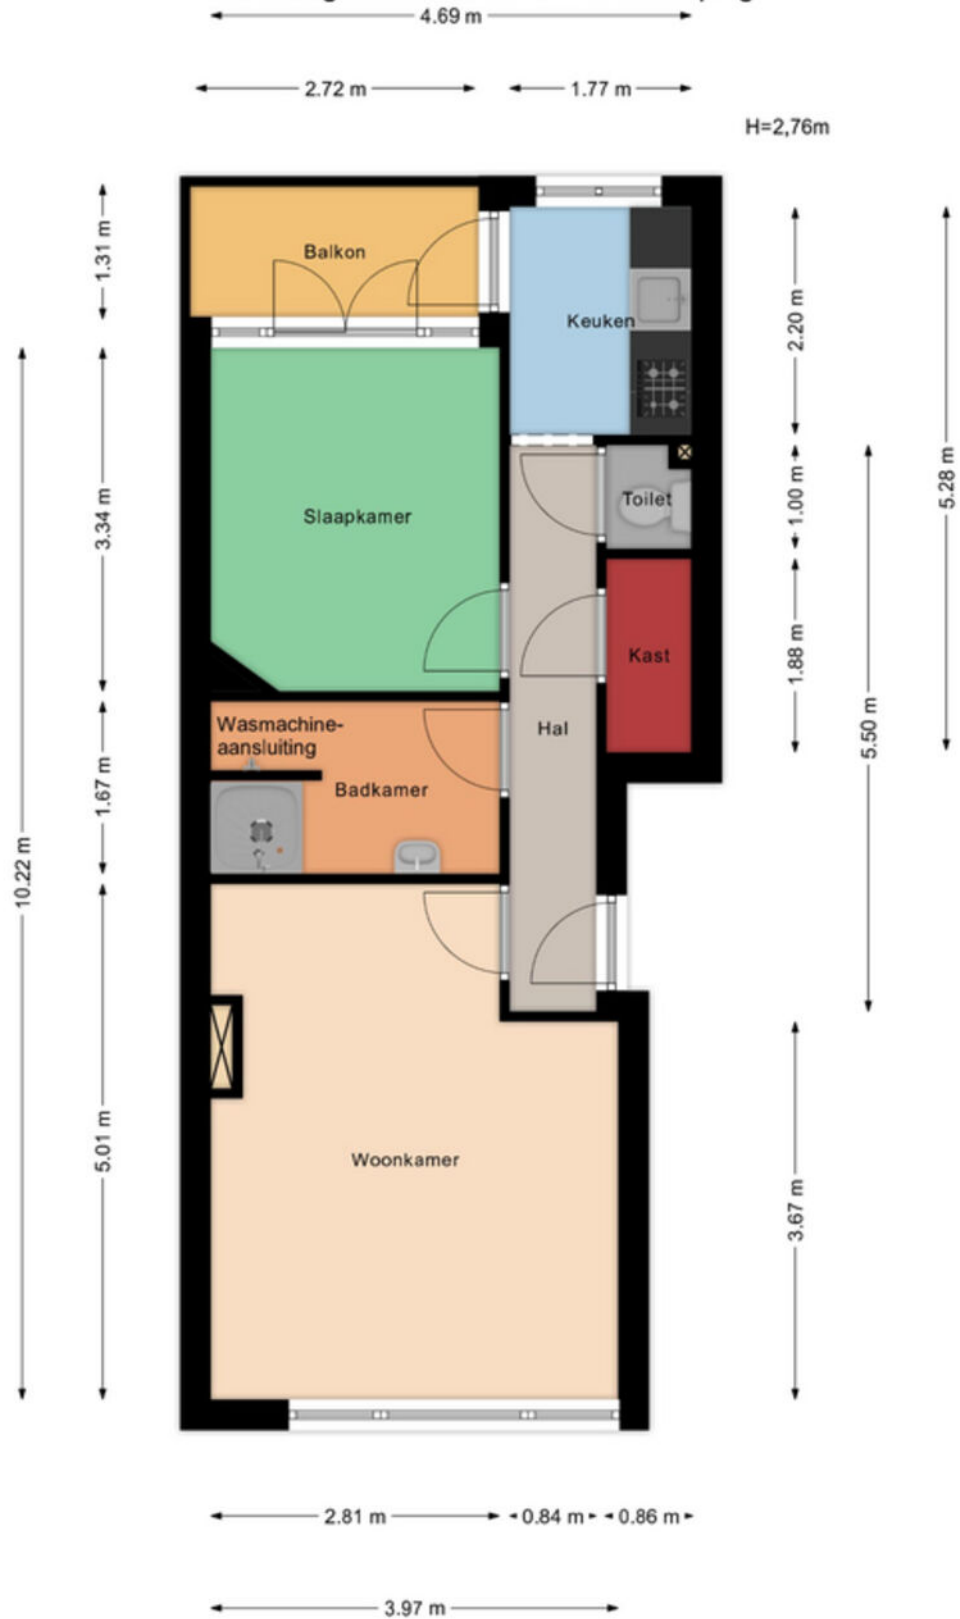 4.69 m
2.72 m
1.77 m
H=2,76m
1.31 m
Balkon
2.20 m
Keuken
5.28 m
3.34 m
Slaapkamer
1.00 m
Toilet
1.88 m
Kast
5.50 m
Hal
Wasmachine-
aansluiting
1.67 m
Badkamer
10.22 m
5.01 m
Woonkamer
3.67 m
2.81 m
0.84 m
0.86 m
3.97 m